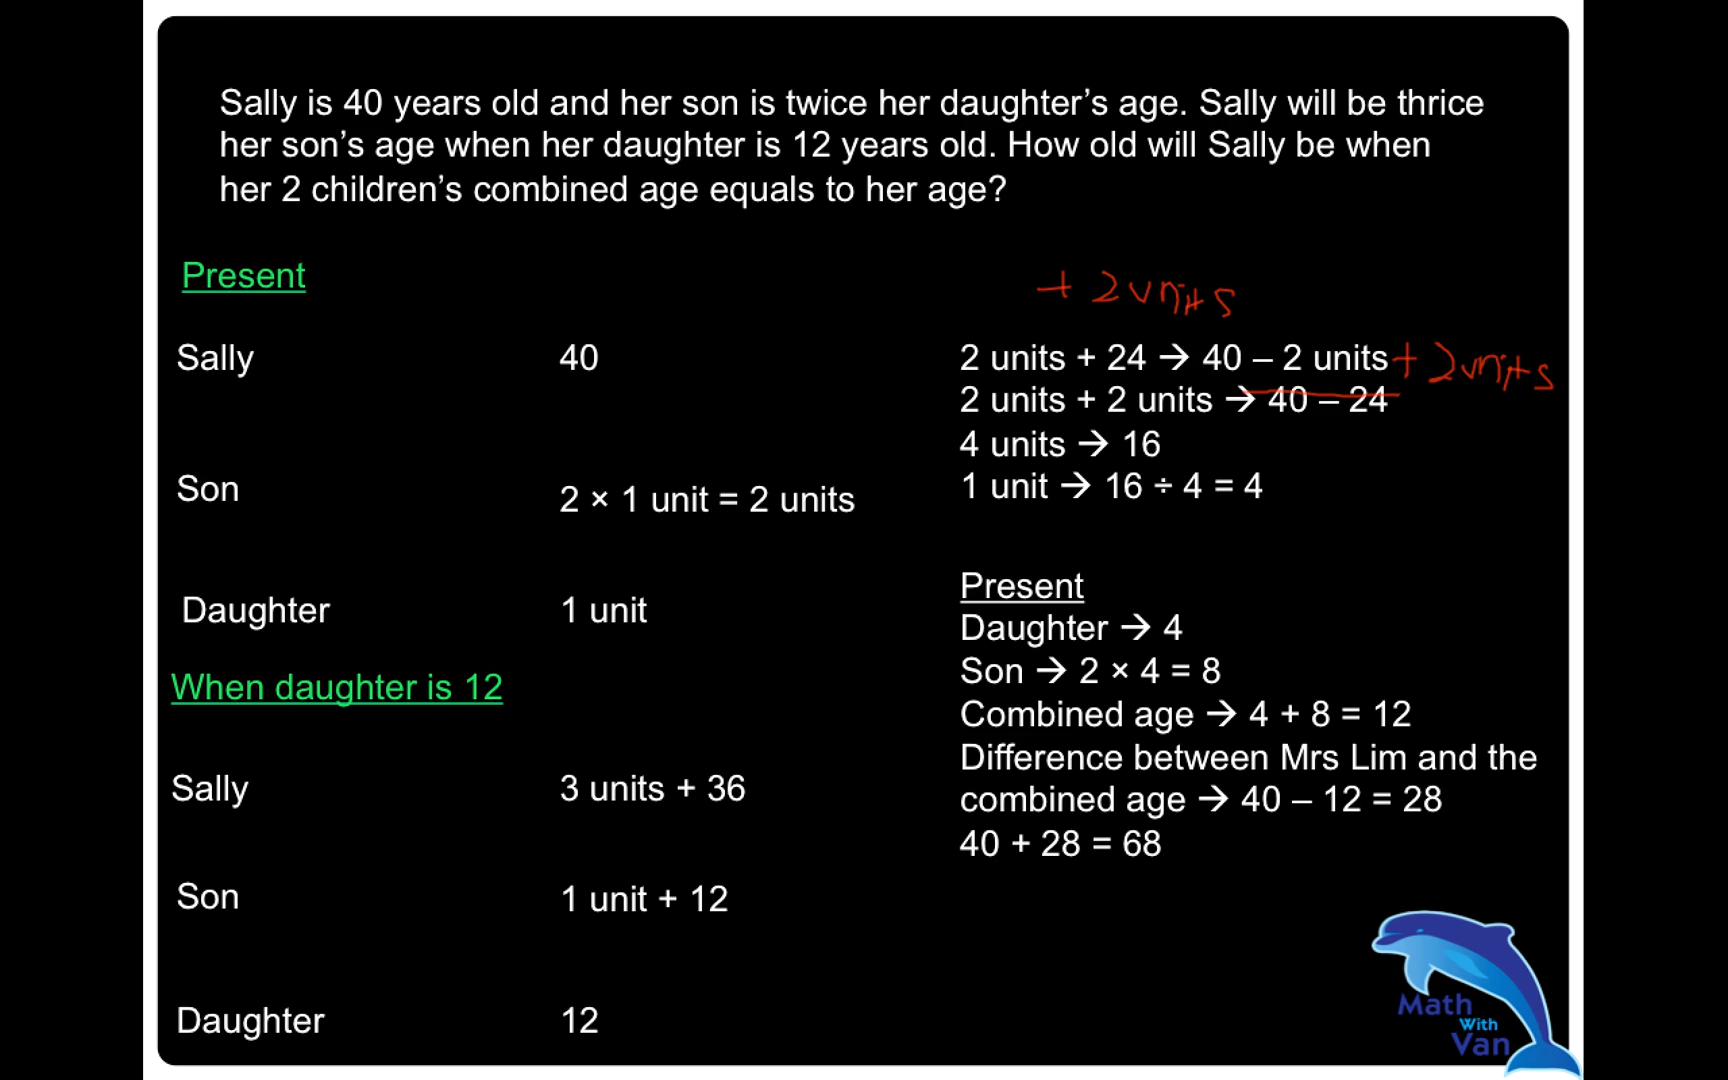 Sally is 40 years old and her son is twice her daughter’s age. Sally will be thrice
her son’s age when her daughter is 12 years old. How old will Sally be when
her 2 children’s combined age equals to her age?
Present
Sally 40
Son 2 × 1 unit = 2 units
Daughter 1 unit
When daughter is 12
Sally 3 units + 36
Son 1 unit + 12
Daughter 12
+ 2 units
2 units + 24 → 40 – 2 units + 2 units
2 units + 2 units → 40 – 24
4 units → 16
1 unit → 16 ÷ 4 = 4
Present
Daughter → 4
Son → 2 × 4 = 8
Combined age → 4 + 8 = 12
Difference between Mrs Lim and the
combined age → 40 – 12 = 28
40 + 28 = 68
Math
With
Van